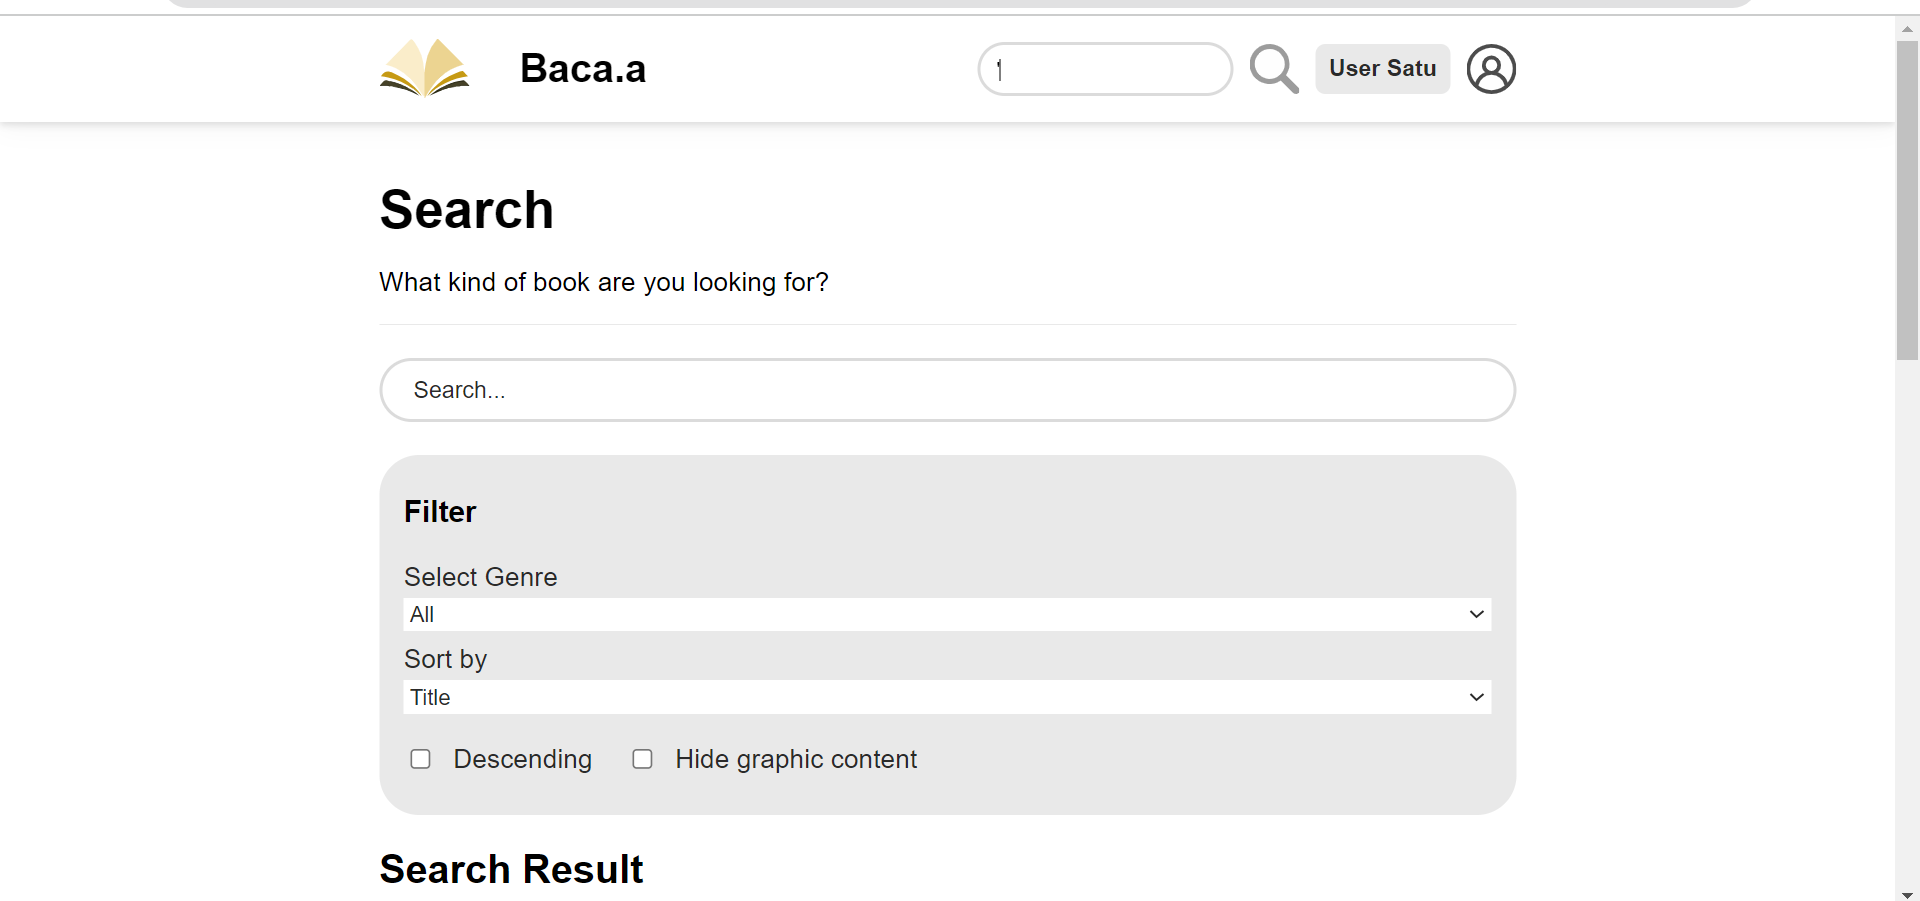 Baca.a
'
User Satu
Search
What kind of book are you looking for?
Search...
Filter
Select Genre
All
Sort by
Title
Descending
Hide graphic content
Search Result